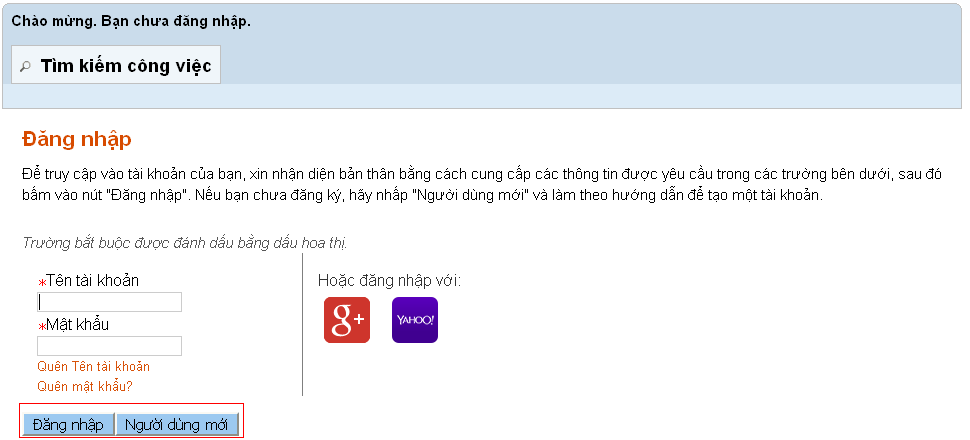 Chào mừng. Bạn chưa đăng nhập.
Tìm kiếm công việc
Đăng nhập
Để truy cập vào tài khoản của bạn, xin nhận diện bản thân bằng cách cung cấp các thông tin được yêu cầu trong các trường bên dưới, sau đó
bấm vào nút "Đăng nhập". Nếu bạn chưa đăng ký, hãy nhấp "Người dùng mới" và làm theo hướng dẫn để tạo một tài khoản.
Trường bắt buộc được đánh dấu bằng dấu hoa thị.
*Tên tài khoản
Hoặc đăng nhập với:
g+ YAHOO!
*Mật khẩu
Quên Tên tài khoản
Quên mật khẩu?
Đăng nhập Người dùng mới